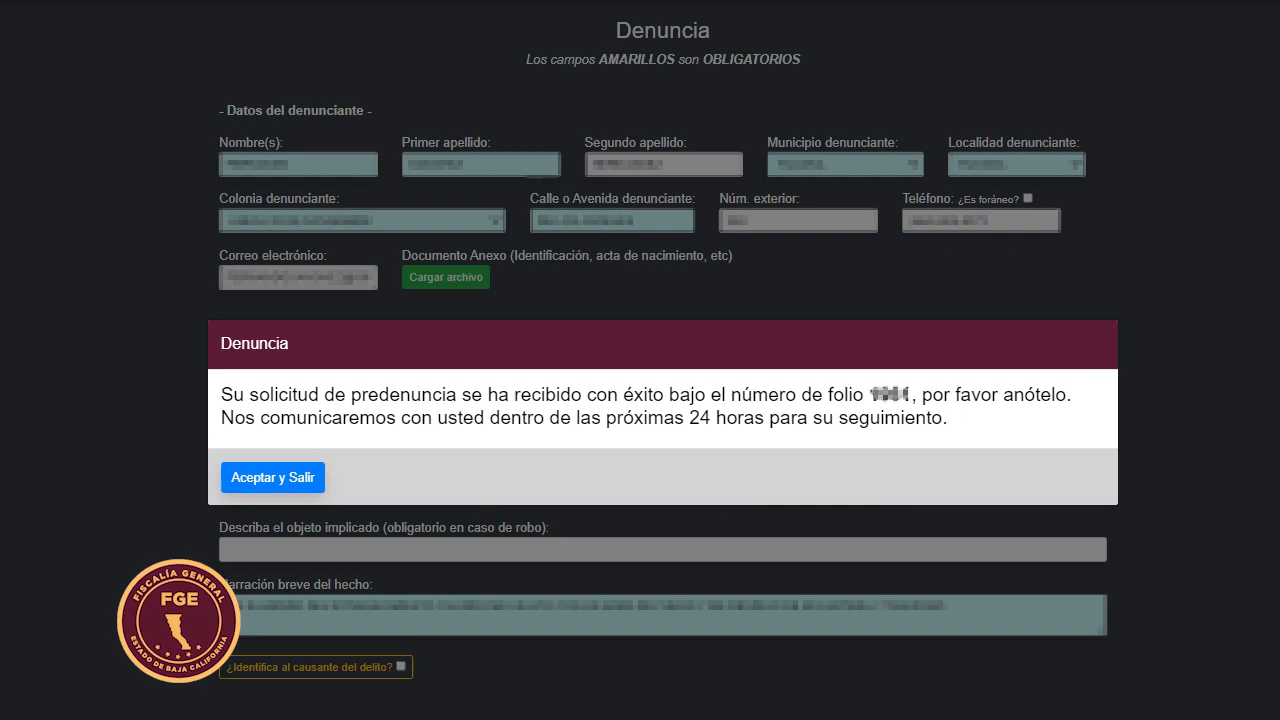 Denuncia
Los campos AMARILLOS son OBLIGATORIOS
- Datos del denunciante -
Nombre(s):
Primer apellido:
Segundo apellido:
Municipio denunciante:
Localidad denunciante:
Colonia denunciante:
Calle o Avenida denunciante:
Núm. exterior:
Teléfono: ¿Es foráneo?
Correo electrónico:
Documento Anexo (Identificación, acta de nacimiento, etc)
Cargar archivo
Denuncia
Su solicitud de predenuncia se ha recibido con éxito bajo el número de folio , por favor anótelo.
Nos comunicaremos con usted dentro de las próximas 24 horas para su seguimiento.
Aceptar y Salir
Describa el objeto implicado (obligatorio en caso de robo):
arración breve del hecho:
¿Identifica al causante del delito?
FISCALÍA GENERAL
FGE
ESTADO DE BAJA CALIFORNIA